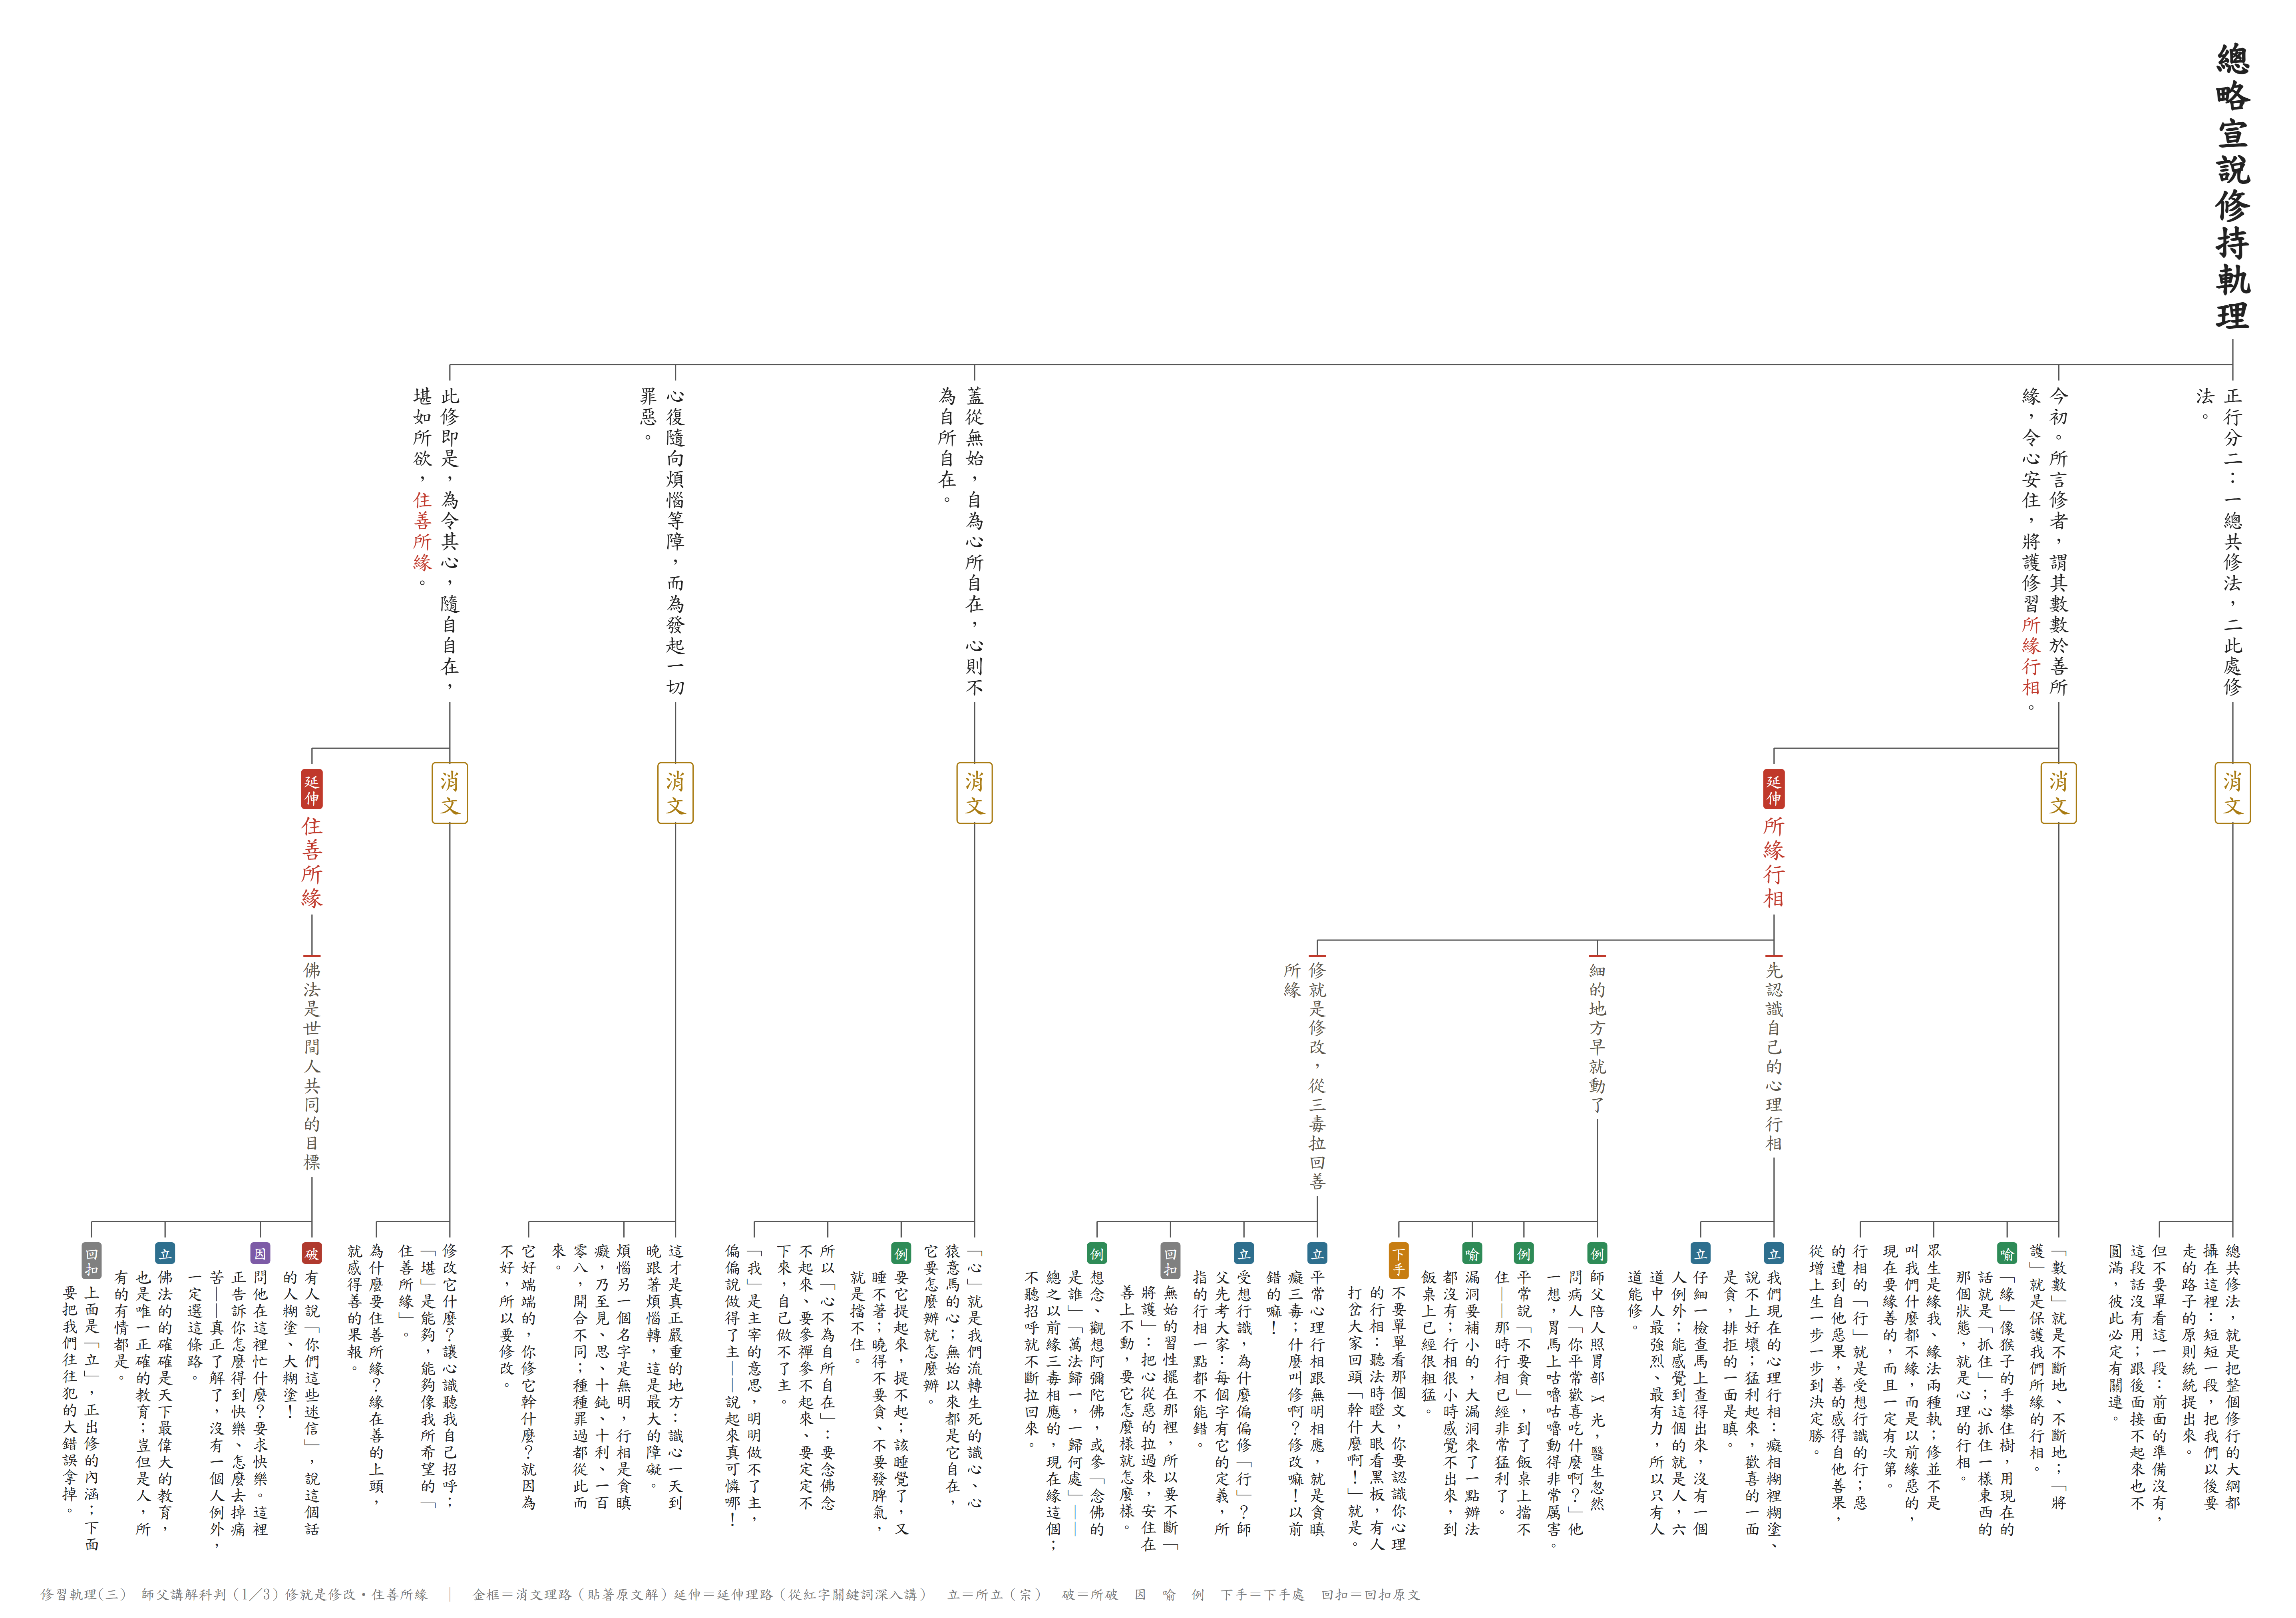 總略宣說修持軌理
正行分二：一總共修法，二此處修
法。
今初。所言修者，謂其數數於善所
緣，令心安住，將護修習所緣行相。
蓋從無始，自為心所自在，心則不
為自所自在。
心復隨向煩惱等障，而為發起一切
罪惡。
此修即是，為令其心，隨自自在，
堪如所欲，住善所緣。
消文
消文
延伸
所緣行相
消文
消文
消文
延伸
住善所緣
先認識自己的心理行相
細的地方早就動了
修就是修改，從三毒拉回善
所緣
佛法是世間人共同的目標
總共修法，就是把整個修行的大綱都
攝在這裡：短短一段，把我們以後要
走的路子的原則統統提出來。
但不要單看這一段：前面的準備沒有，
這段話沒有用；跟後面接不起來也不
圓滿，彼此必定有關連。
「數數」就是不斷地、不斷地；「將
護」就是保護我們所緣的行相。
喻
「緣」像猴子的手攀住樹，用現在的
話就是「抓住」；心抓住一樣東西的
那個狀態，就是心理的行相。
眾生是緣我、緣法兩種執；修並不是
叫我們什麼都不緣，而是以前緣惡的，
現在要緣善的，而且一定有次第。
行相的「行」就是受想行識的行；惡
的遭到自他惡果，善的感得自他善果，
從增上生一步一步到決定勝。
立
我們現在的心理行相：癡相糊裡糊塗、
說不上好壞；猛利起來，歡喜的一面
是貪，排拒的一面是瞋。
立
仔細一檢查馬上查得出來，沒有一個
人例外；能感覺到這個的就是人，六
道中人最強烈、最有力，所以只有人
道能修。
例
師父陪人照胃部 X 光，醫生忽然
問病人「你平常歡喜吃什麼啊？」他
一想，胃馬上咕嚕咕嚕動得非常厲害。
例
平常說「不要貪」，到了飯桌上擋不
住——那時行相已經非常猛利了。
喻
漏洞要補小的，大漏洞來了一點辦法
都沒有；行相很小時感覺不出來，到
飯桌上已經很粗猛。
下手
不要單單看那個文，你要認識你心理
的行相：聽法時瞪大眼看黑板，有人
打岔大家回頭「幹什麼啊！」就是。
立
平常心理行相跟無明相應，就是貪瞋
癡三毒；什麼叫修啊？修改嘛！以前
錯的嘛！
立
受想行識，為什麼偏偏修「行」？師
父先考大家：每個字有它的定義，所
指的行相一點都不能錯。
回扣
無始的習性擺在那裡，所以要不斷「
將護」：把心從惡的拉過來，安住在
善上不動，要它怎麼樣就怎麼樣。
例
想念、觀想阿彌陀佛，或參「念佛的
是誰」「萬法歸一，一歸何處」——
總之以前緣三毒相應的，現在緣這個；
不聽招呼就不斷拉回來。
「心」就是我們流轉生死的識心、心
猿意馬的心；無始以來都是它自在，
它要怎麼辦就怎麼辦。
例
要它提起來，提不起；該睡覺了，又
睡不著；曉得不要貪、不要發脾氣，
就是擋不住。
所以「心不為自所自在」：要念佛念
不起來、要參禪參不起來、要定定不
下來，自己做不了主。
「我」是主宰的意思，明明做不了主，
偏偏說做得了主——說起來真可憐哪！
這才是真正嚴重的地方：識心一天到
晚跟著煩惱轉，這是最大的障礙。
煩惱另一個名字是無明，行相是貪瞋
癡，乃至見、思、十鈍、十利、一百
零八，開合不同；種種罪過都從此而
來。
它好端端的，你修它幹什麼？就因為
不好，所以要修改。
修改它什麼？讓心識聽我自己招呼；
「堪」是能夠，能夠像我所希望的「
住善所緣」。
為什麼要住善所緣？緣在善的上頭，
就感得善的果報。
破
有人說「你們這些迷信」，說這個話
的人糊塗、大糊塗！
因
問他在這裡忙什麼？要求快樂。這裡
正告訴你怎麼得到快樂、怎麼去掉痛
苦——真正了解了，沒有一個人例外，
一定選這條路。
立
佛法的的確確是天下最偉大的教育，
也是唯一正確的教育；豈但是人，所
有的有情都是。
回扣
上面是「立」，正出修的內涵；下面
要把我們往往犯的大錯誤拿掉。
修習軌理(三)　師父講解科判（1／3）修就是修改・住善所緣　｜　金框＝消文理路（貼著原文解）延伸＝延伸理路（從紅字關鍵詞深入講）　立＝所立（宗）　破＝所破　因　喻　例　下手＝下手處　回扣＝回扣原文